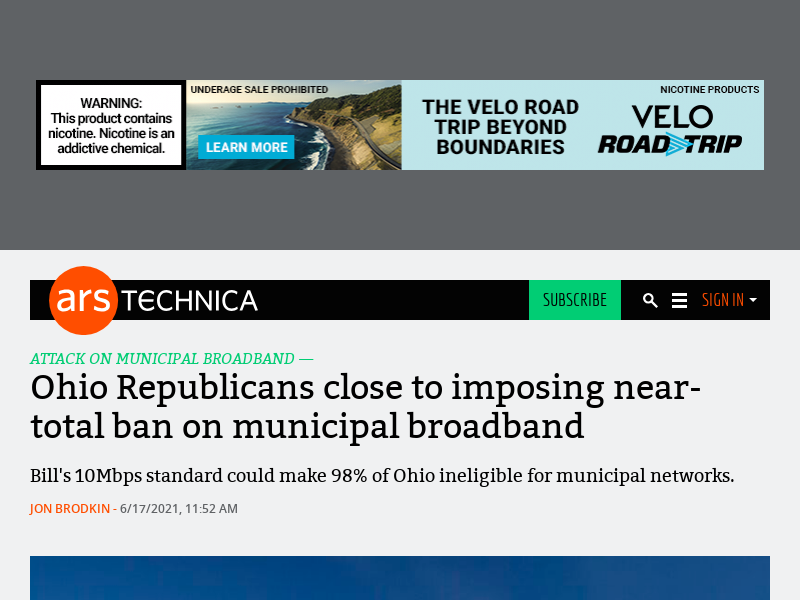 WARNING:
This product contains
nicotine. Nicotine is an
addictive chemical.
UNDERAGE SALE PROHIBITED
LEARN MORE
THE VELO ROAD
TRIP BEYOND
BOUNDARIES
NICOTINE PRODUCTS
VELO
ROAD TRIP
ars TECHNICA
SUBSCRIBE
SIGN IN
ATTACK ON MUNICIPAL BROADBAND —
Ohio Republicans close to imposing near-
total ban on municipal broadband
Bill's 10Mbps standard could make 98% of Ohio ineligible for municipal networks.
JON BRODKIN - 6/17/2021, 11:52 AM